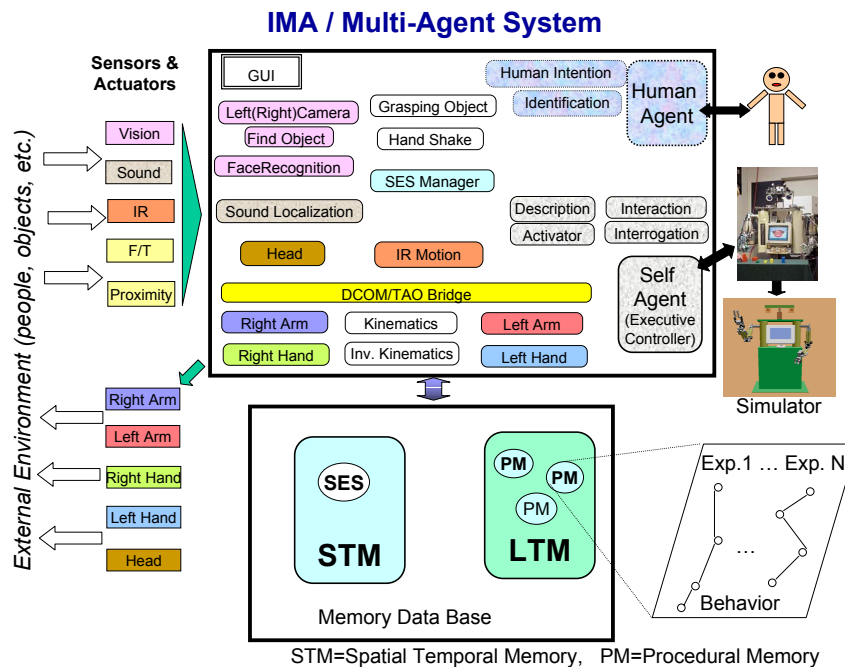 IMA / Multi-Agent System
Sensors &
Actuators
External Environment (people, objects, etc.)
Vision
Sound
IR
F/T
Proximity
Right Arm
Left Arm
Right Hand
Left Hand
Head
GUI
Left(Right)Camera
Find Object
FaceRecognition
Sound Localization
Head
Grasping Object
Hand Shake
SES Manager
IR Motion
Human Intention
Identification
Human
Agent
Description
Interaction
Activator
Interrogation
Self
Agent
(Executive
Controller)
DCOM/TAO Bridge
Right Arm
Kinematics
Left Arm
Right Hand
Inv. Kinematics
Left Hand
Simulator
SES
STM
PM
PM
PM
LTM
Memory Data Base
Exp.1 … Exp. N
…
Behavior
STM=Spatial Temporal Memory, PM=Procedural Memory